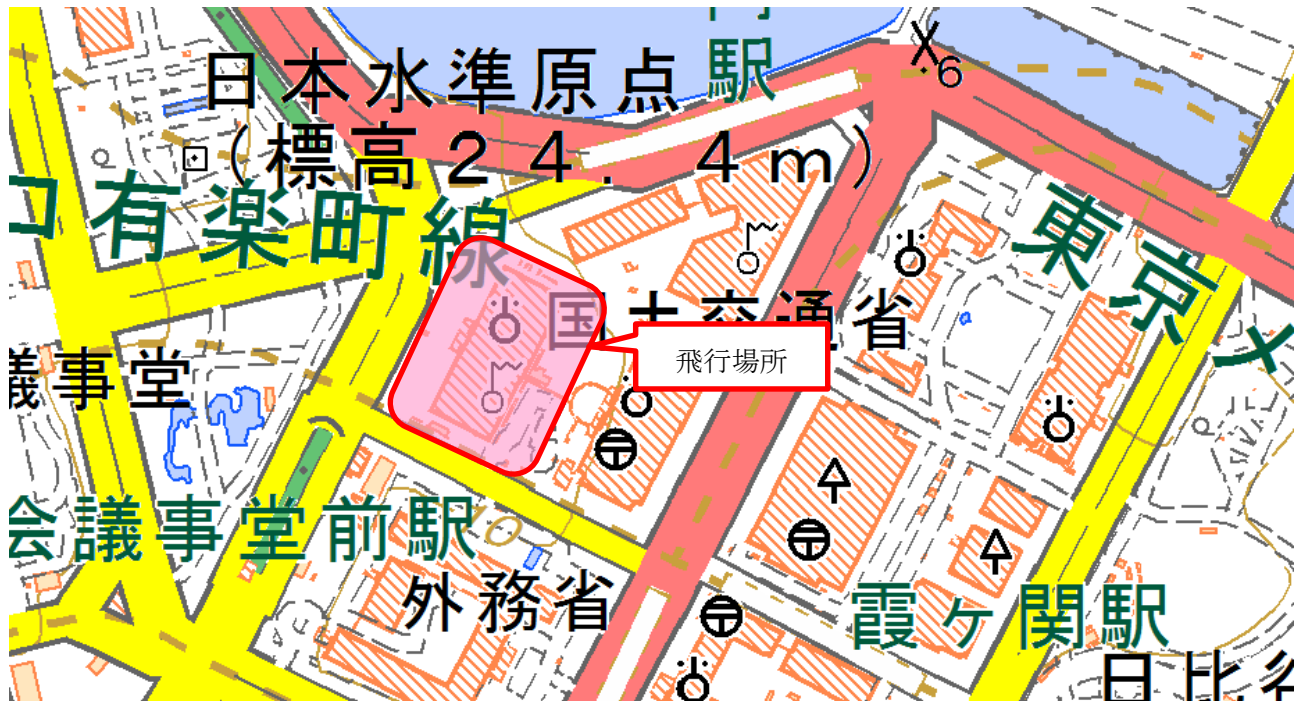 駅
6
日本水準原点
(標高24.4m)
有楽町線
東京メ
国土交通省
飛行場所
議事堂
会議事堂前駅
外務省
霞ヶ関駅
日比谷